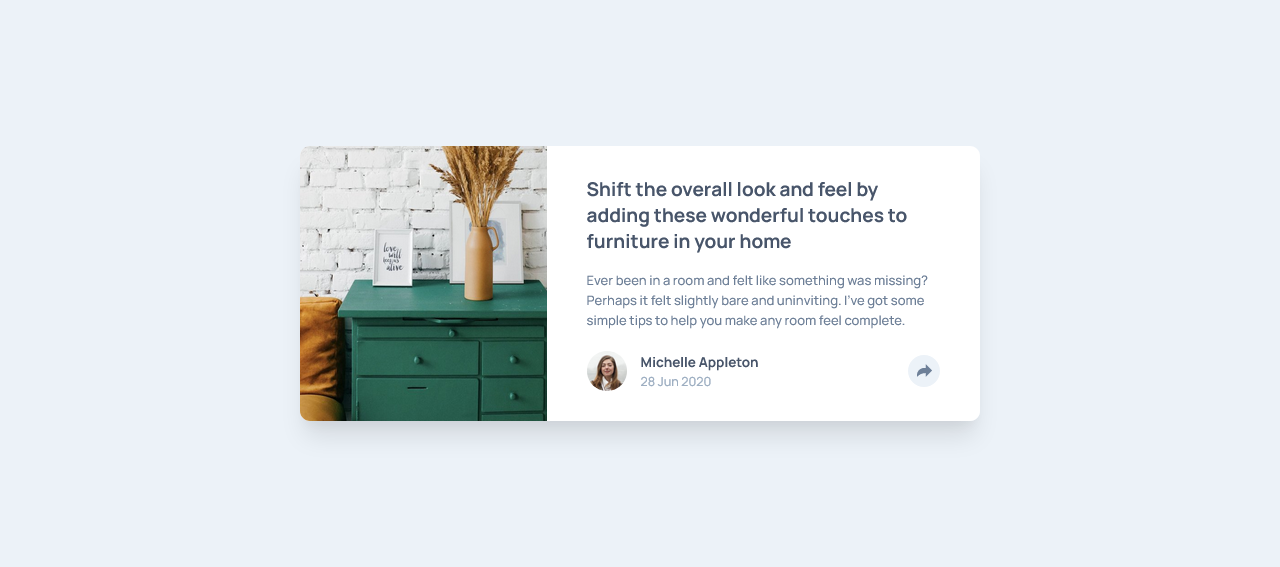 love
will
keep us
alive
Shift the overall look and feel by
adding these wonderful touches to
furniture in your home
Ever been in a room and felt like something was missing?
Perhaps it felt slightly bare and uninviting. I’ve got some
simple tips to help you make any room feel complete.
Michelle Appleton
28 Jun 2020